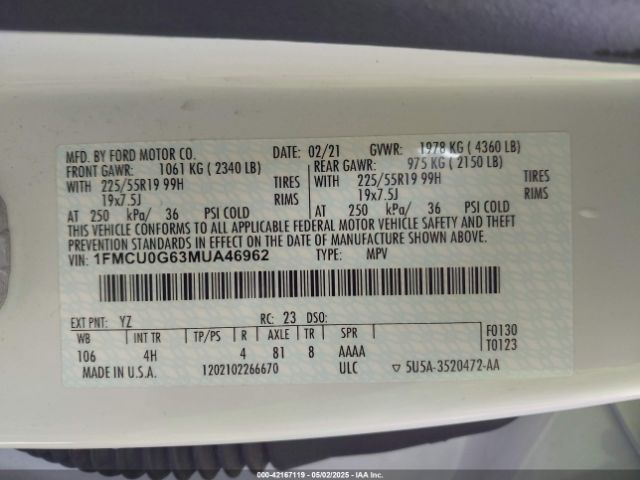 MFD. BY FORD MOTOR CO. DATE: 02/21 GVWR: 1978 KG ( 4360 LB)
FRONT GAWR: 1061 KG ( 2340 LB) REAR GAWR: 975 KG ( 2150 LB)
WITH 225/55R19 99H TIRES WITH 225/55R19 99H TIRES
19x7.5J RIMS 19x7.5J RIMS
AT 250 kPa/ 36 PSI COLD AT 250 kPa/ 36 PSI COLD
THIS VEHICLE CONFORMS TO ALL APPLICABLE FEDERAL MOTOR VEHICLE SAFETY AND THEFT
PREVENTION STANDARDS IN EFFECT ON THE DATE OF MANUFACTURE SHOWN ABOVE.
VIN: 1FMCU0G63MUA46962 TYPE: MPV
EXT PNT: YZ RC: 23 DSO:
WB INT TR TP/PS R AXLE TR SPR F0130
106 4H 4 81 8 AAAA T0123
MADE IN U.S.A. 1202102266670 ULC ▽ 5U5A-3520472-AA
000-42167119 - 05/02/2025 - IAAI.com